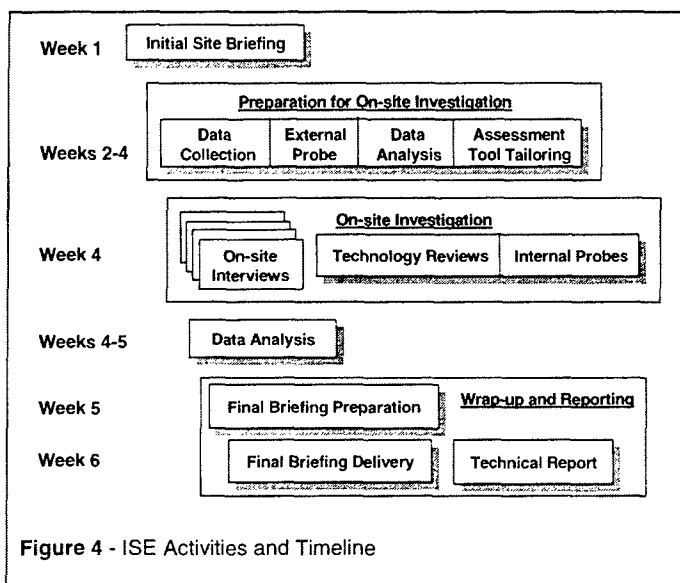 Week 1
Initial Site Briefing
Preparation for On-site Investigation
Weeks 2-4
Data Collection
External Probe
Data Analysis
Assessment Tool Tailoring
On-site Investigation
Week 4
On-site Interviews
Technology Reviews
Internal Probes
Weeks 4-5
Data Analysis
Week 5
Final Briefing Preparation
Wrap-up and Reporting
Week 6
Final Briefing Delivery
Technical Report
Figure 4 - ISE Activities and Timeline